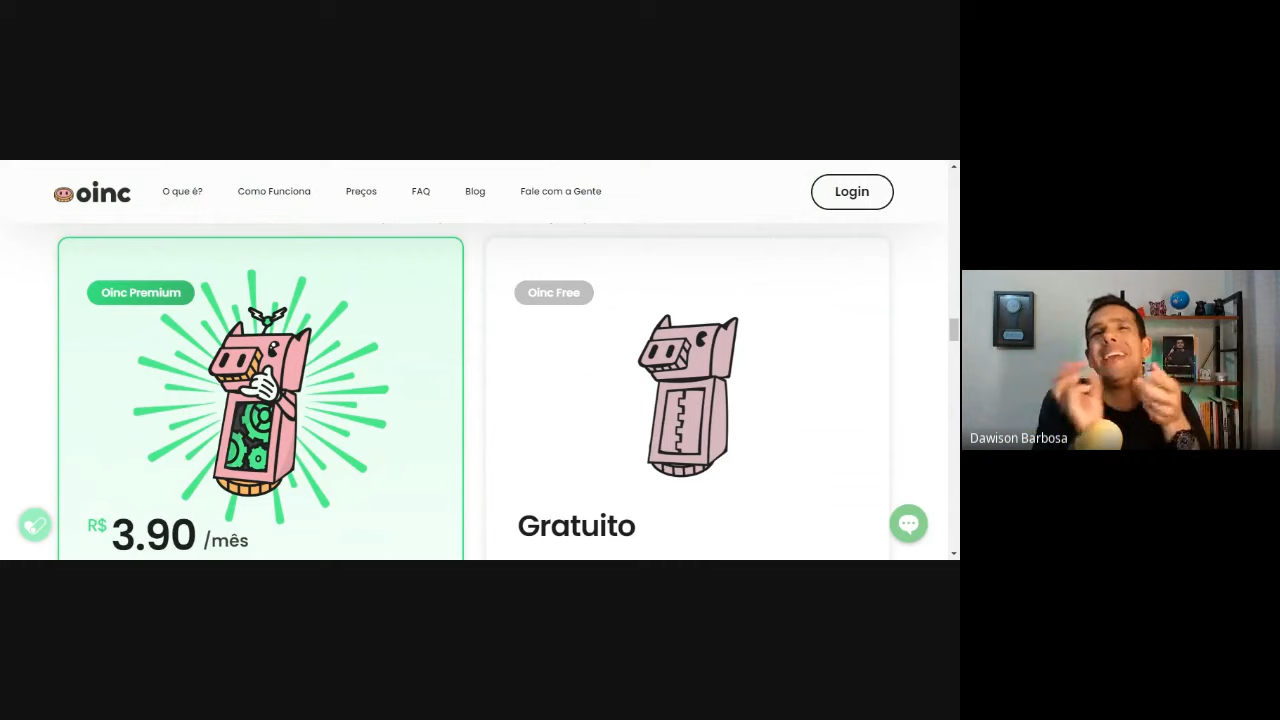 oinc
O que é?
Como Funciona
Preços
FAQ
Blog
Fale com a Gente
Login
Oinc Premium
Oinc Free
R$ 3.90 /mês
Gratuito
Dawison Barbosa